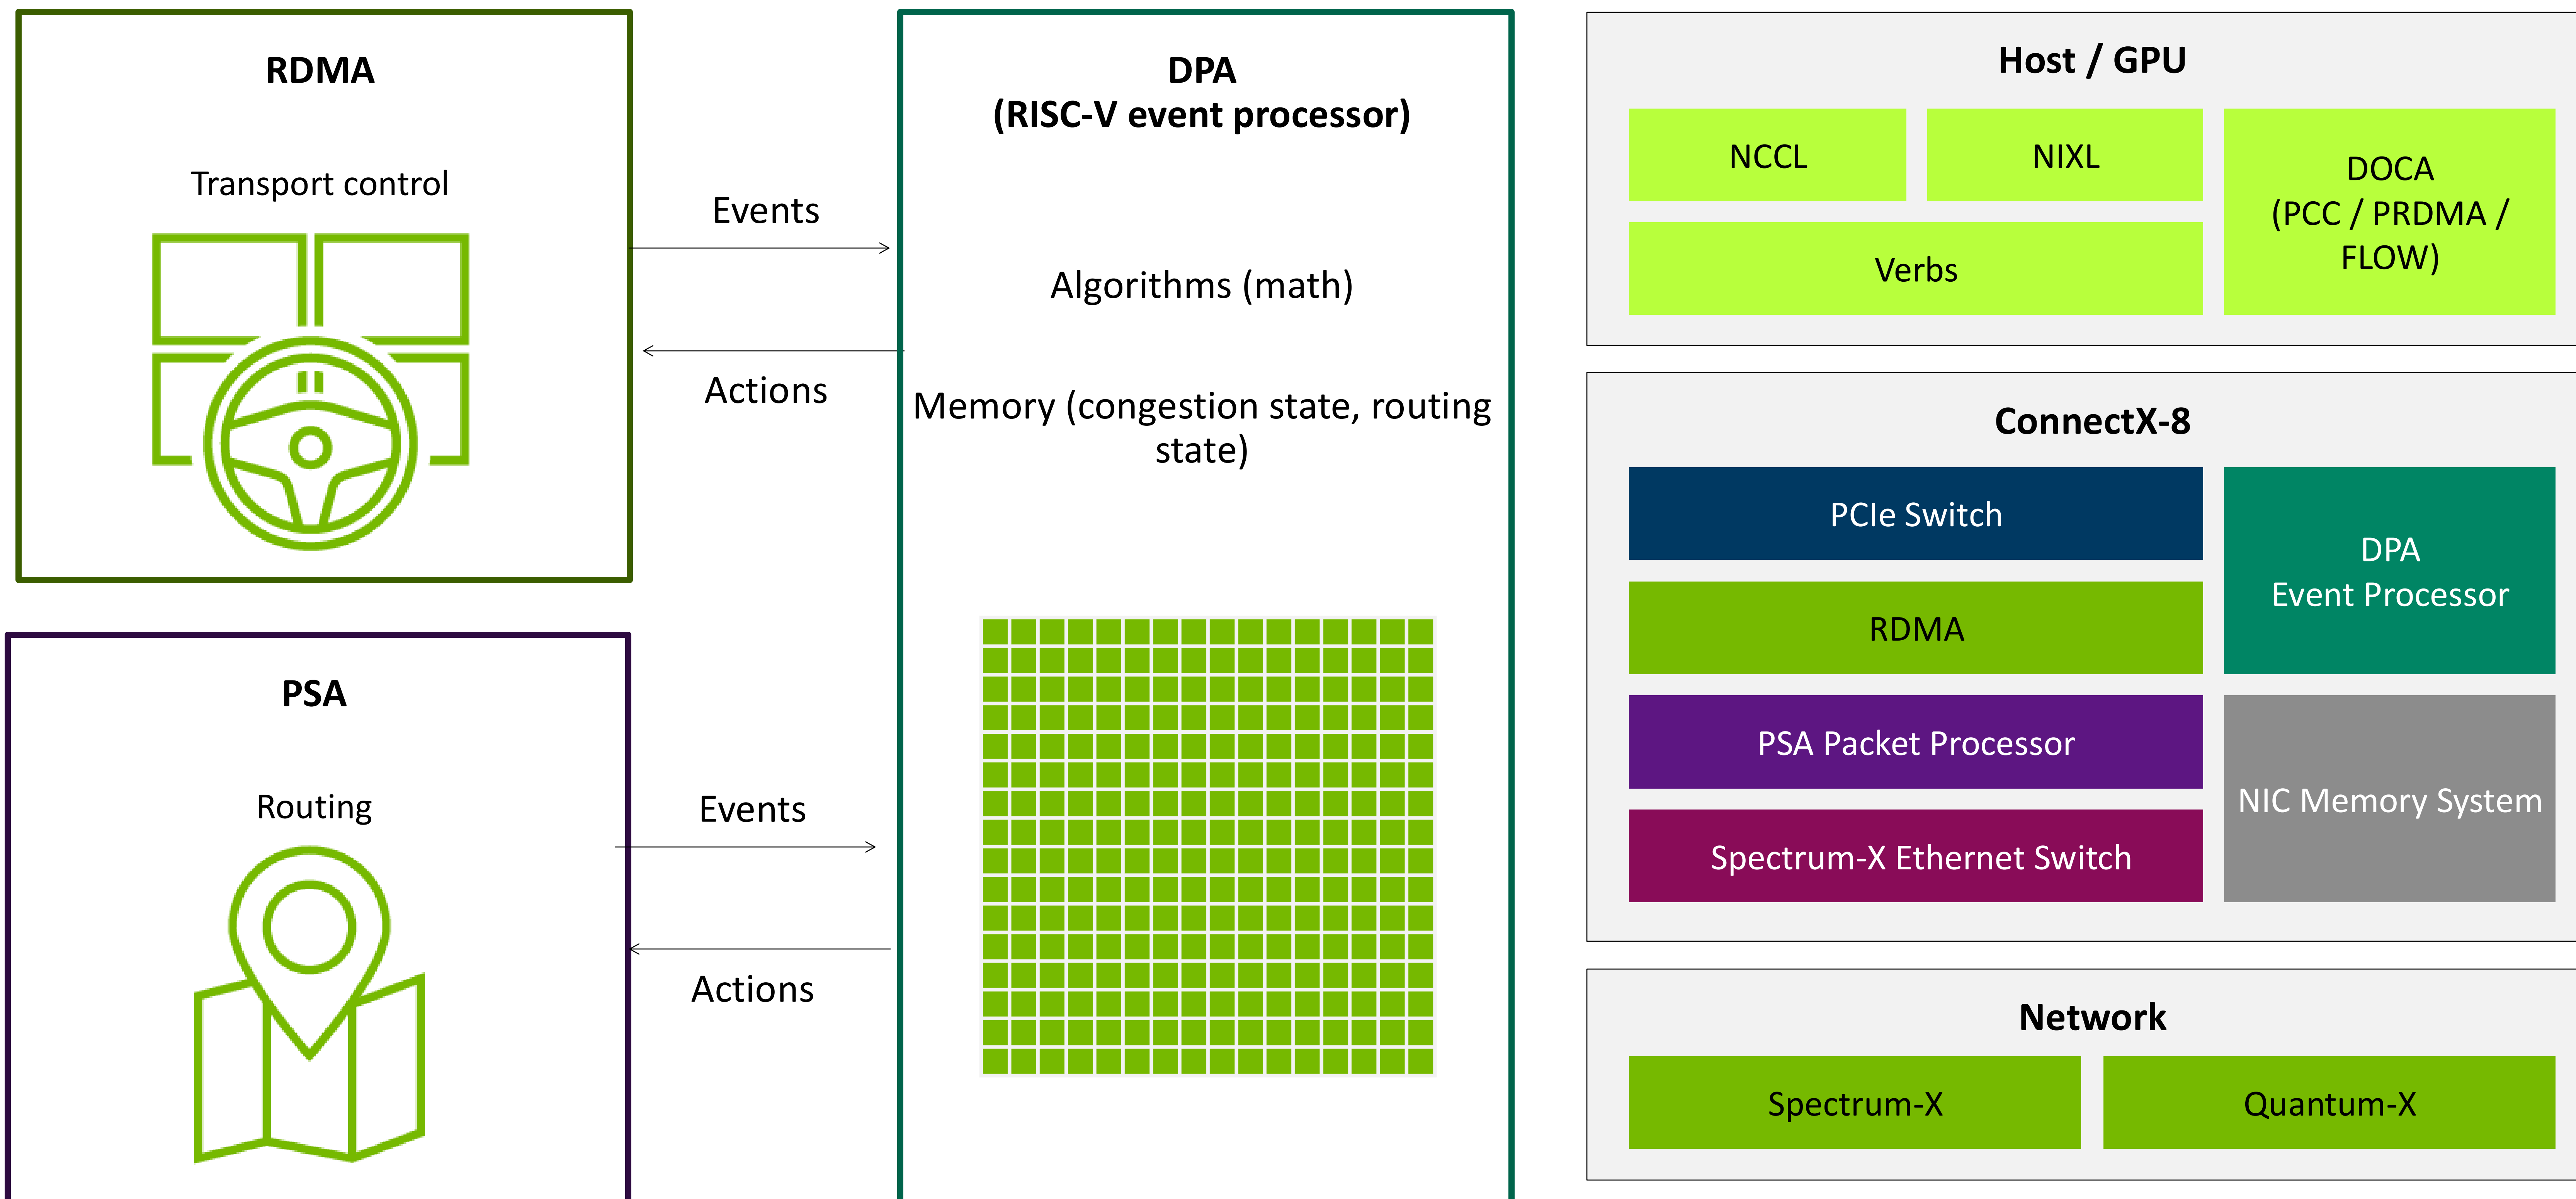 RDMA
Transport control
Events
Actions
PSA
Routing
Events
Actions
DPA
(RISC-V event processor)
Algorithms (math)
Memory (congestion state, routing
state)
Host / GPU
NCCL
NIXL
Verbs
DOCA
(PCC / PRDMA /
FLOW)
ConnectX-8
PCIe Switch
RDMA
PSA Packet Processor
Spectrum-X Ethernet Switch
DPA
Event Processor
NIC Memory System
Network
Spectrum-X
Quantum-X